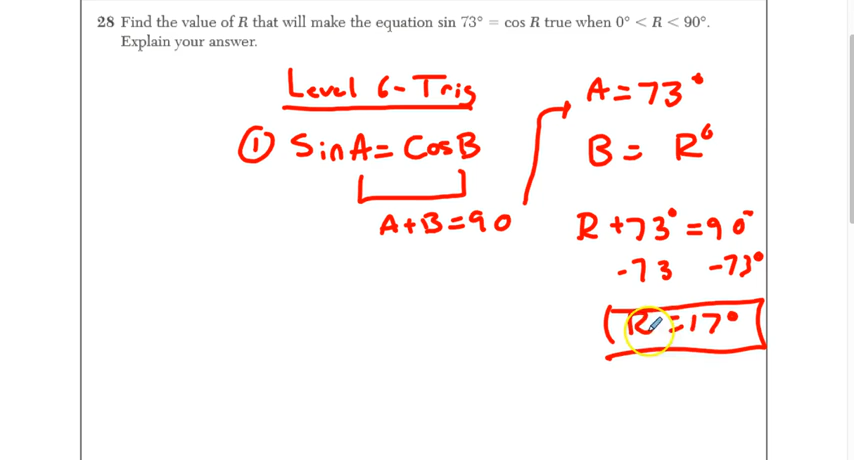 28 Find the value of R that will make the equation sin 73° = cos R true when 0° < R < 90°.
Explain your answer.
Level 6 - Trig
① Sin A = Cos B
A + B = 90
A = 73°
B = R°
R + 73° = 90°
-73 -73°
R = 17°